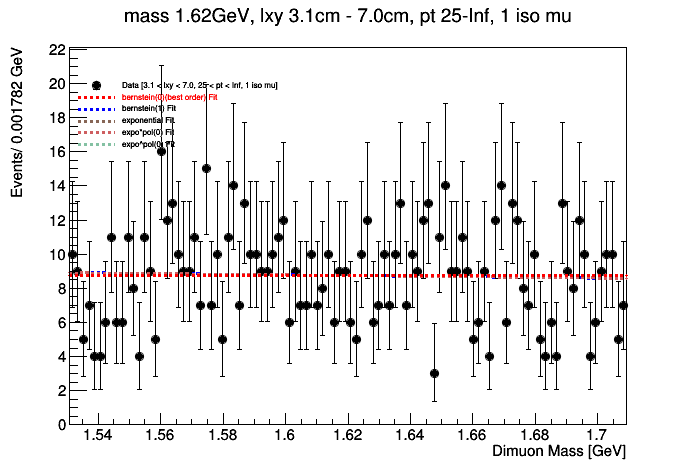 mass 1.62GeV, lxy 3.1cm - 7.0cm, pt 25-Inf, 1 iso mu
Events/ 0.001782 GeV
22
20
18
16
14
12
10
8
6
4
2
0
Data [3.1 < lxy < 7.0, 25 < pt < Inf, 1 iso mu]
bernstein(0)(best order) Fit
bernstein(1) Fit
exponential Fit
expo*pol(0) Fit
expo*pol(0) Fit
1.54 1.56 1.58 1.6 1.62 1.64 1.66 1.68 1.7
Dimuon Mass [GeV]